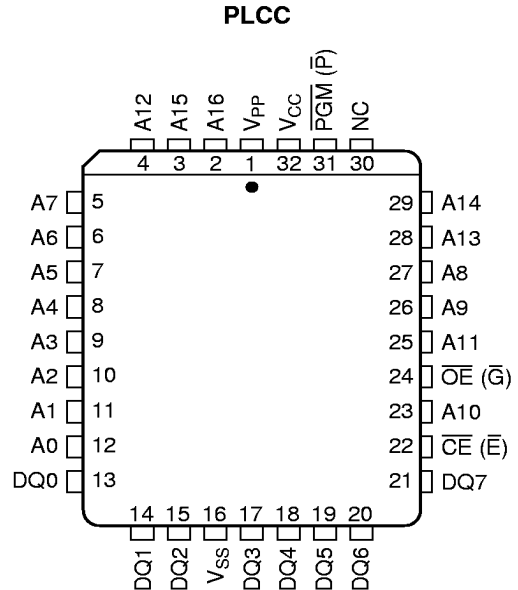 PLCC
A12 A15 A16 VPP VCC P̅G̅M̅ (P̅) NC
4 3 2 1 32 31 30
A7 5 29 A14
A6 6 28 A13
A5 7 27 A8
A4 8 26 A9
A3 9 25 A11
A2 10 24 O̅E̅ (G̅)
A1 11 23 A10
A0 12 22 C̅E̅ (E̅)
DQ0 13 21 DQ7
14 15 16 17 18 19 20
DQ1 DQ2 VSS DQ3 DQ4 DQ5 DQ6